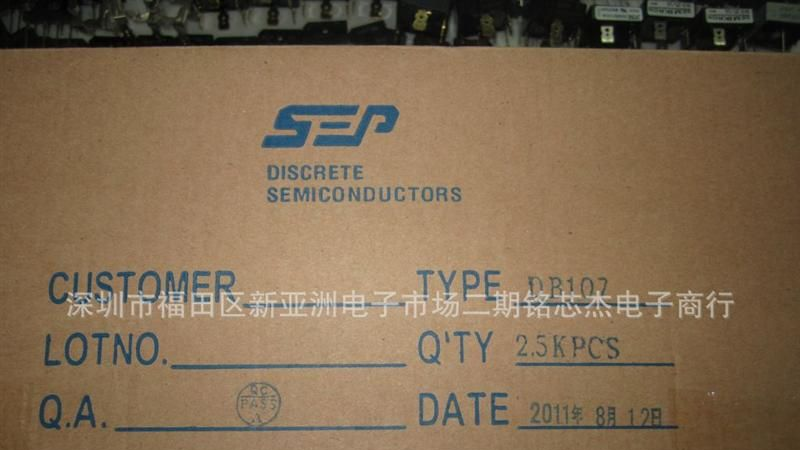 SEP
DISCRETE
SEMICONDUCTORS
CUSTOMER TYPE DB107
深圳市福田区新亚洲电子市场二期铭芯杰电子商行
LOTNO. Q'TY 2.5KPCS
Q.A. QC PASS DATE 2011年 8月 12日